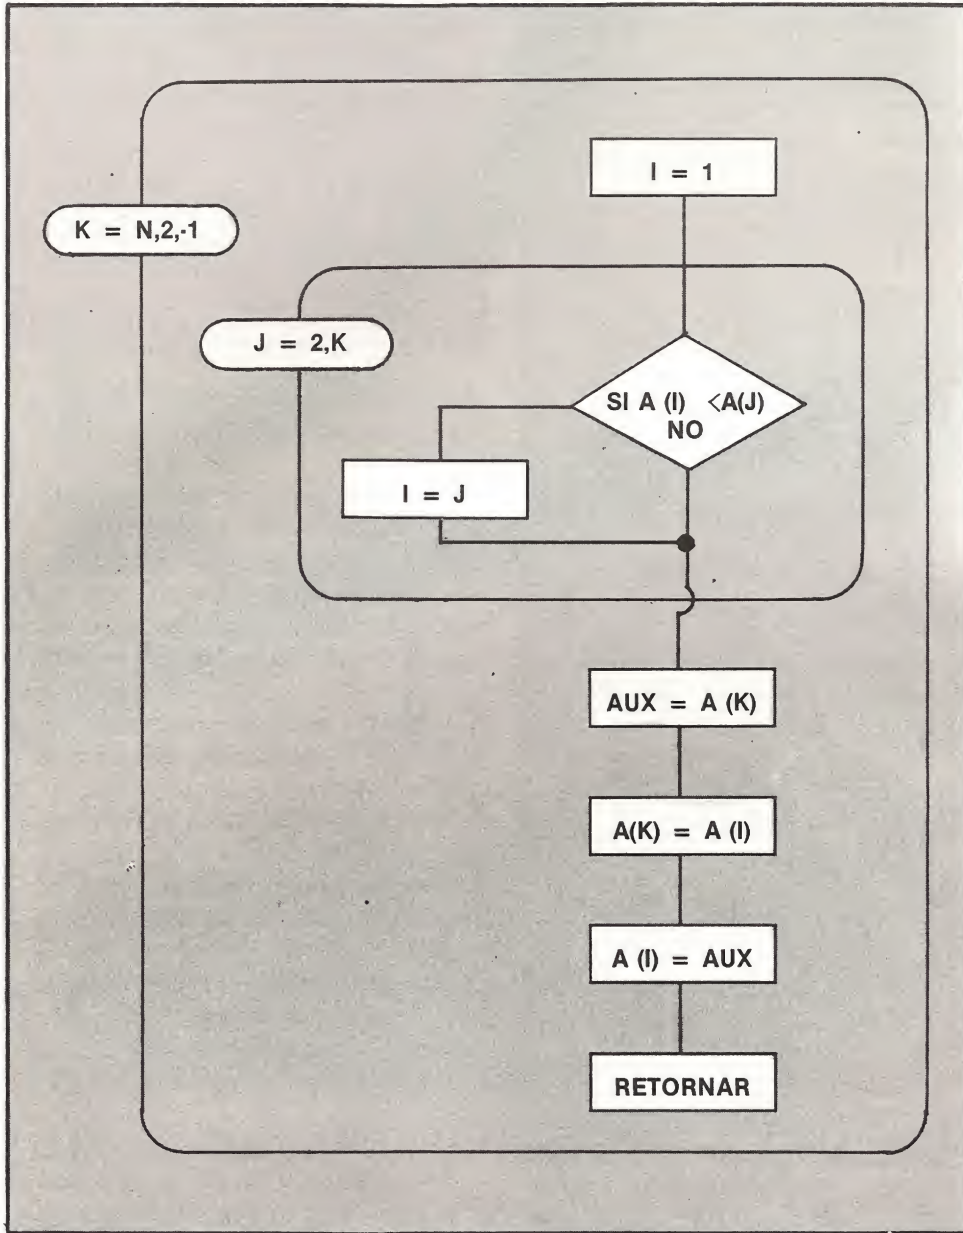 I = 1
K = N,2,-1
J = 2,K
SI A (I) <A(J)
NO
I = J
AUX = A (K)
A(K) = A (I)
A (I) = AUX
RETORNAR